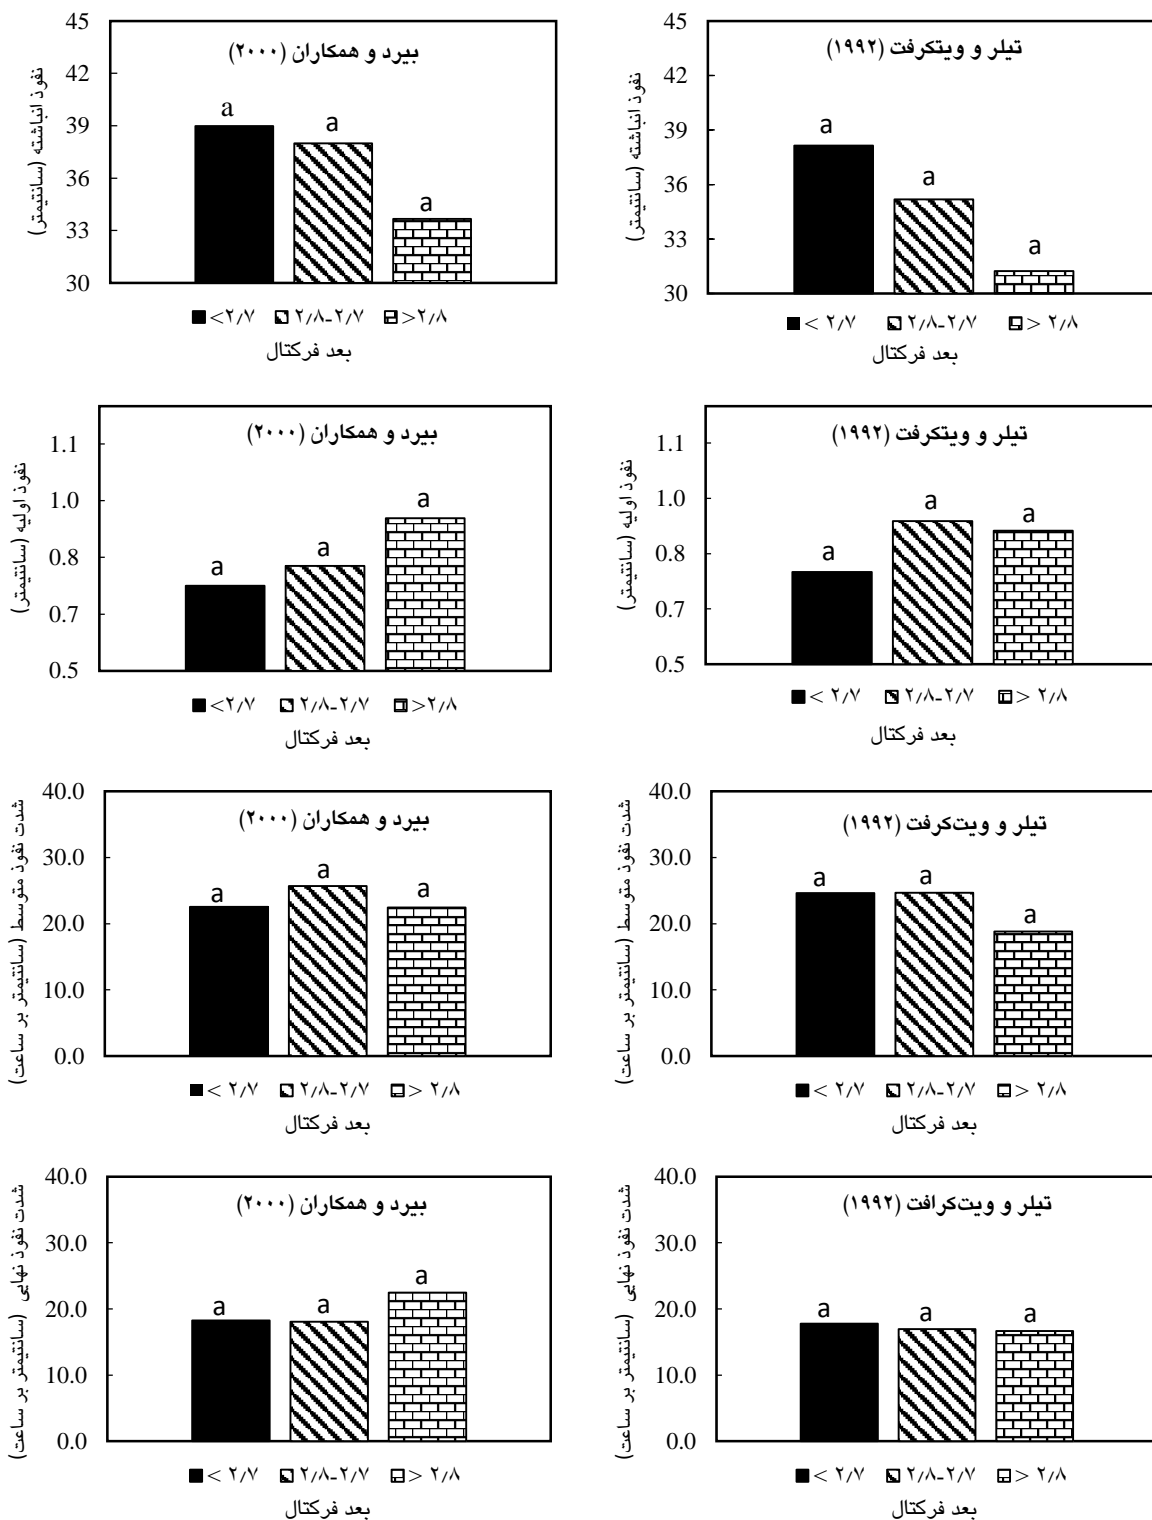 بیرد و همکاران (۲۰۰۰)
نفوذ انباشته (سانتیمتر)
45
42
39
36
33
30
a
a
a
<۲/۷ ۲/۸-۲/۷ >۲/۸
بعد فرکتال
تیلر و ویتکرفت (۱۹۹۲)
نفوذ انباشته (سانتیمتر)
45
42
39
36
33
30
a
a
a
< ۲/۷ ۲/۸-۲/۷ > ۲/۸
بعد فرکتال
بیرد و همکاران (۲۰۰۰)
نفوذ اولیه (سانتیمتر)
1.1
1.0
0.8
0.7
0.5
a
a
a
<۲/۷ ۲/۸-۲/۷ >۲/۸
بعد فرکتال
تیلر و ویتکرفت (۱۹۹۲)
نفوذ اولیه (سانتیمتر)
1.1
1.0
0.8
0.7
0.5
a
a
a
< ۲/۷ ۲/۸-۲/۷ > ۲/۸
بعد فرکتال
بیرد و همکاران (۲۰۰۰)
شدت نفوذ متوسط (سانتیمتر بر ساعت)
40.0
30.0
20.0
10.0
0.0
a
a
a
< ۲/۷ ۲/۸-۲/۷ > ۲/۸
بعد فرکتال
تیلر و ویت‌کرفت (۱۹۹۲)
شدت نفوذ متوسط (سانتیمتر بر ساعت)
40.0
30.0
20.0
10.0
0.0
a
a
a
< ۲/۷ ۲/۸-۲/۷ > ۲/۸
بعد فرکتال
بیرد و همکاران (۲۰۰۰)
شدت نفوذ نهایی (سانتیمتر بر ساعت)
40.0
30.0
20.0
10.0
0.0
a
a
a
< ۲/۷ ۲/۸-۲/۷ > ۲/۸
بعد فرکتال
تیلر و ویت‌کرافت (۱۹۹۲)
شدت نفوذ نهایی (سانتیمتر بر ساعت)
40.0
30.0
20.0
10.0
0.0
a
a
a
< ۲/۷ ۲/۸-۲/۷ > ۲/۸
بعد فرکتال